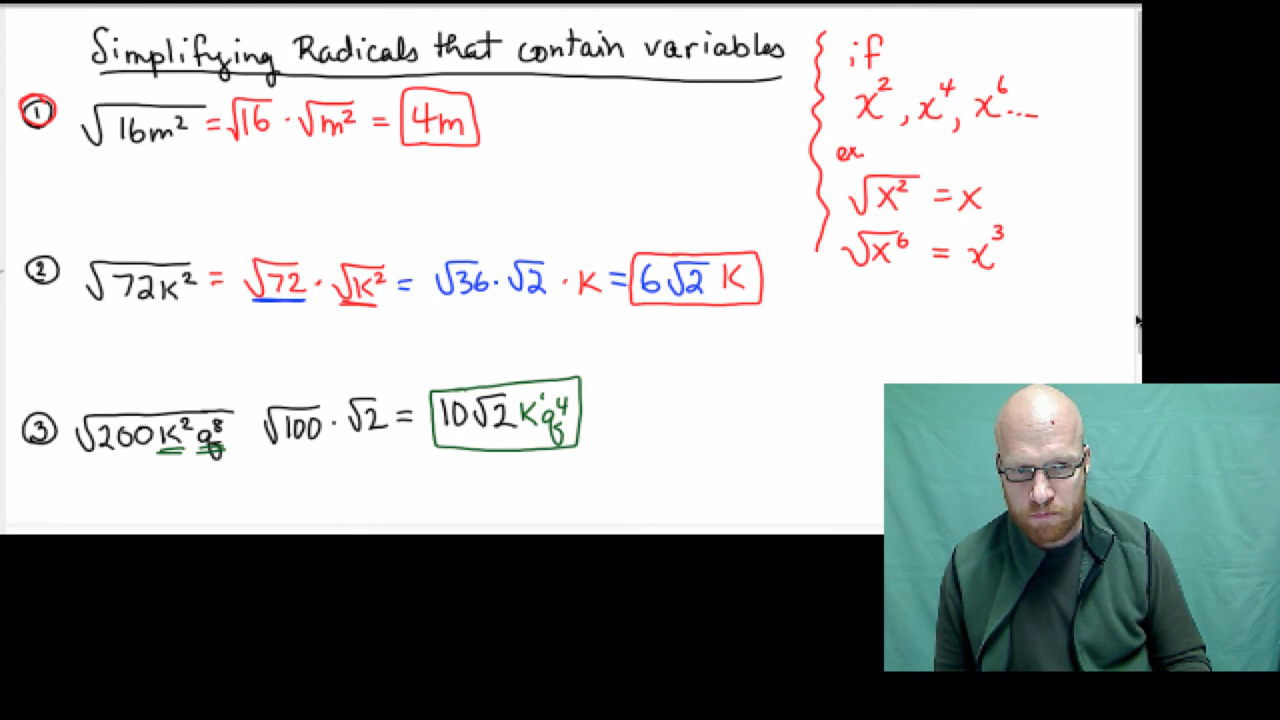 Simplifying Radicals that contain variables
① √16m² = √16 · √m² = 4m
② √72K² = √72 · √K² = √36 · √2 · K = 6√2 K
③ √200K²q⁸ √100 · √2 = 10√2 K¹q⁴
if
x², x⁴, x⁶...
ex
√x² = x
√x⁶ = x³